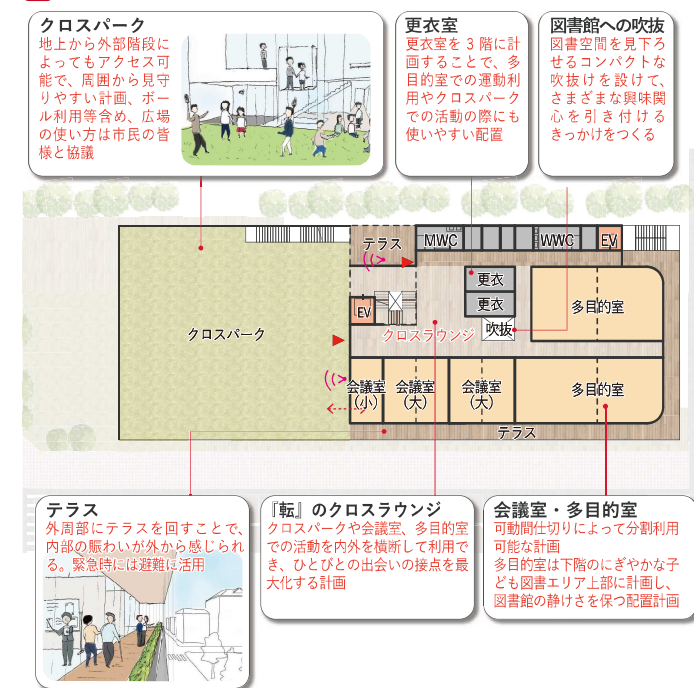 クロスパーク
地上から外部階段に
よってもアクセス可
能で、周囲から見守
りやすい計画、ボー
ル利用等含め、広場
の使い方は市民の皆
様と協議
更衣室
更衣室を3階に計
画することで、多
目的室での運動利
用やクロスパーク
での活動の際にも
使いやすい配置
図書館への吹抜
図書空間を見下ろ
せるコンパクトな
吹抜けを設けて、
さまざまな興味関
心を引き付ける
きっかけをつくる
テラス
MWC
WWC
EV
更衣
更衣
多目的室
EV
吹抜
クロスパーク
クロスラウンジ
会議室
(小)
会議室
(大)
会議室
(大)
多目的室
テラス
テラス
外周部にテラスを回すことで、
内部の賑わいが外から感じられ
る。緊急時には避難に活用
『転』のクロスラウンジ
クロスパークや会議室、多目的室
での活動を内外を横断して利用で
き、ひとびとの出会いの接点を最
大化する計画
会議室・多目的室
可動間仕切りによって分割利用
可能な計画
多目的室は下階のにぎやかな子
ども図書エリア上部に計画し、
図書館の静けさを保つ配置計画